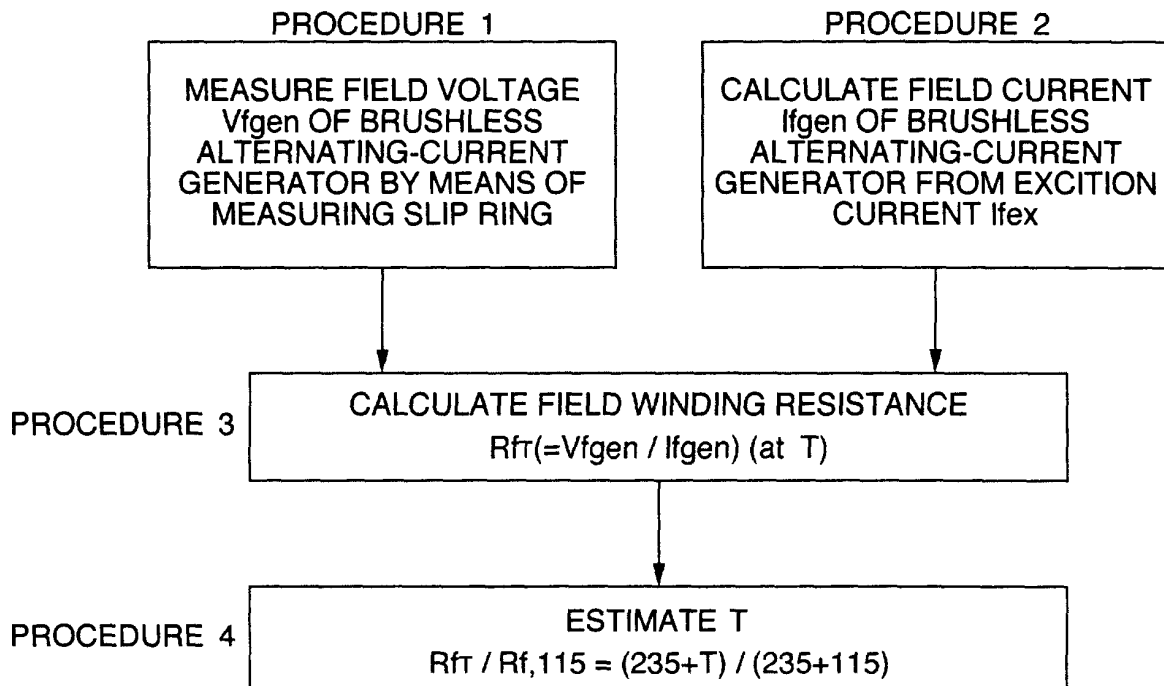 PROCEDURE 1
MEASURE FIELD VOLTAGE
Vfgen OF BRUSHLESS
ALTERNATING-CURRENT
GENERATOR BY MEANS OF
MEASURING SLIP RING
PROCEDURE 2
CALCULATE FIELD CURRENT
Ifgen OF BRUSHLESS
ALTERNATING-CURRENT
GENERATOR FROM EXCITION
CURRENT Ifex
PROCEDURE 3
CALCULATE FIELD WINDING RESISTANCE
RfT(=Vfgen / Ifgen) (at T)
PROCEDURE 4
ESTIMATE T
RfT / Rf,115 = (235+T) / (235+115)